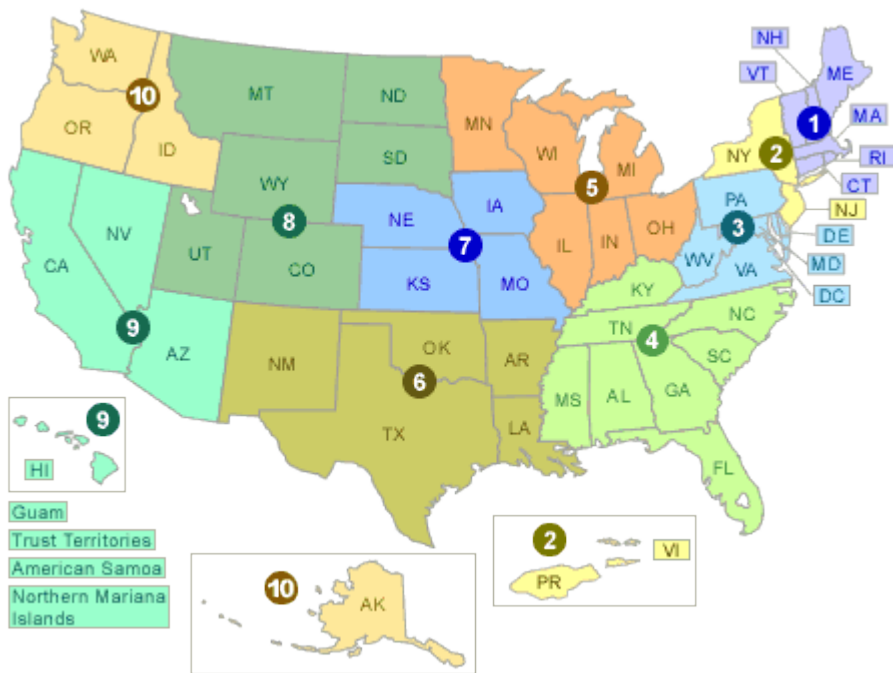 NH
VT
ME
WA
10
MT
ND
MN
1
MA
OR
ID
WI
MI
NY
2
RI
CT
SD
WY
5
PA
NJ
NV
8
NE
IA
3
DE
CA
UT
CO
7
IL
IN
OH
WV
VA
MD
KS
MO
KY
DC
9
AZ
NM
OK
AR
TN
4
NC
SC
6
MS
AL
GA
TX
LA
9
HI
FL
Guam
Trust Territories
American Samoa
Northern Mariana
Islands
10
AK
2
VI
PR